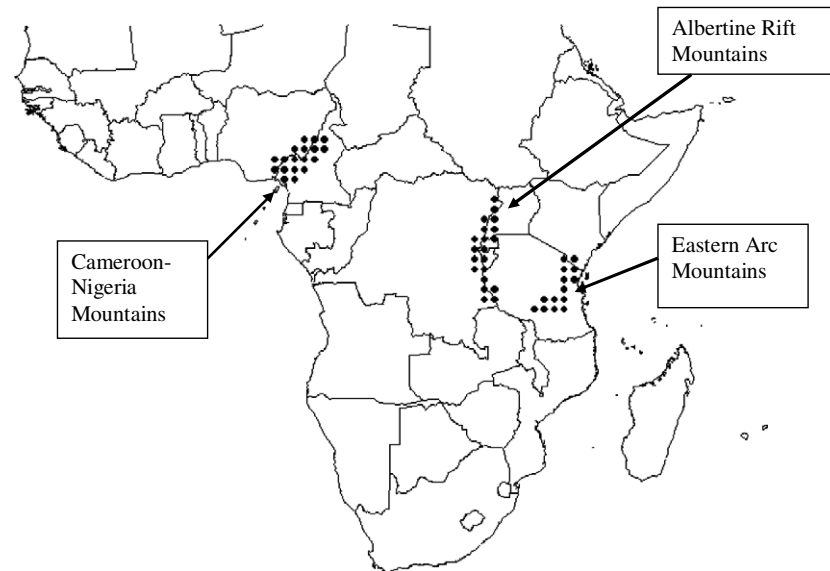 Albertine Rift
Mountains
Cameroon-
Nigeria
Mountains
Eastern Arc
Mountains